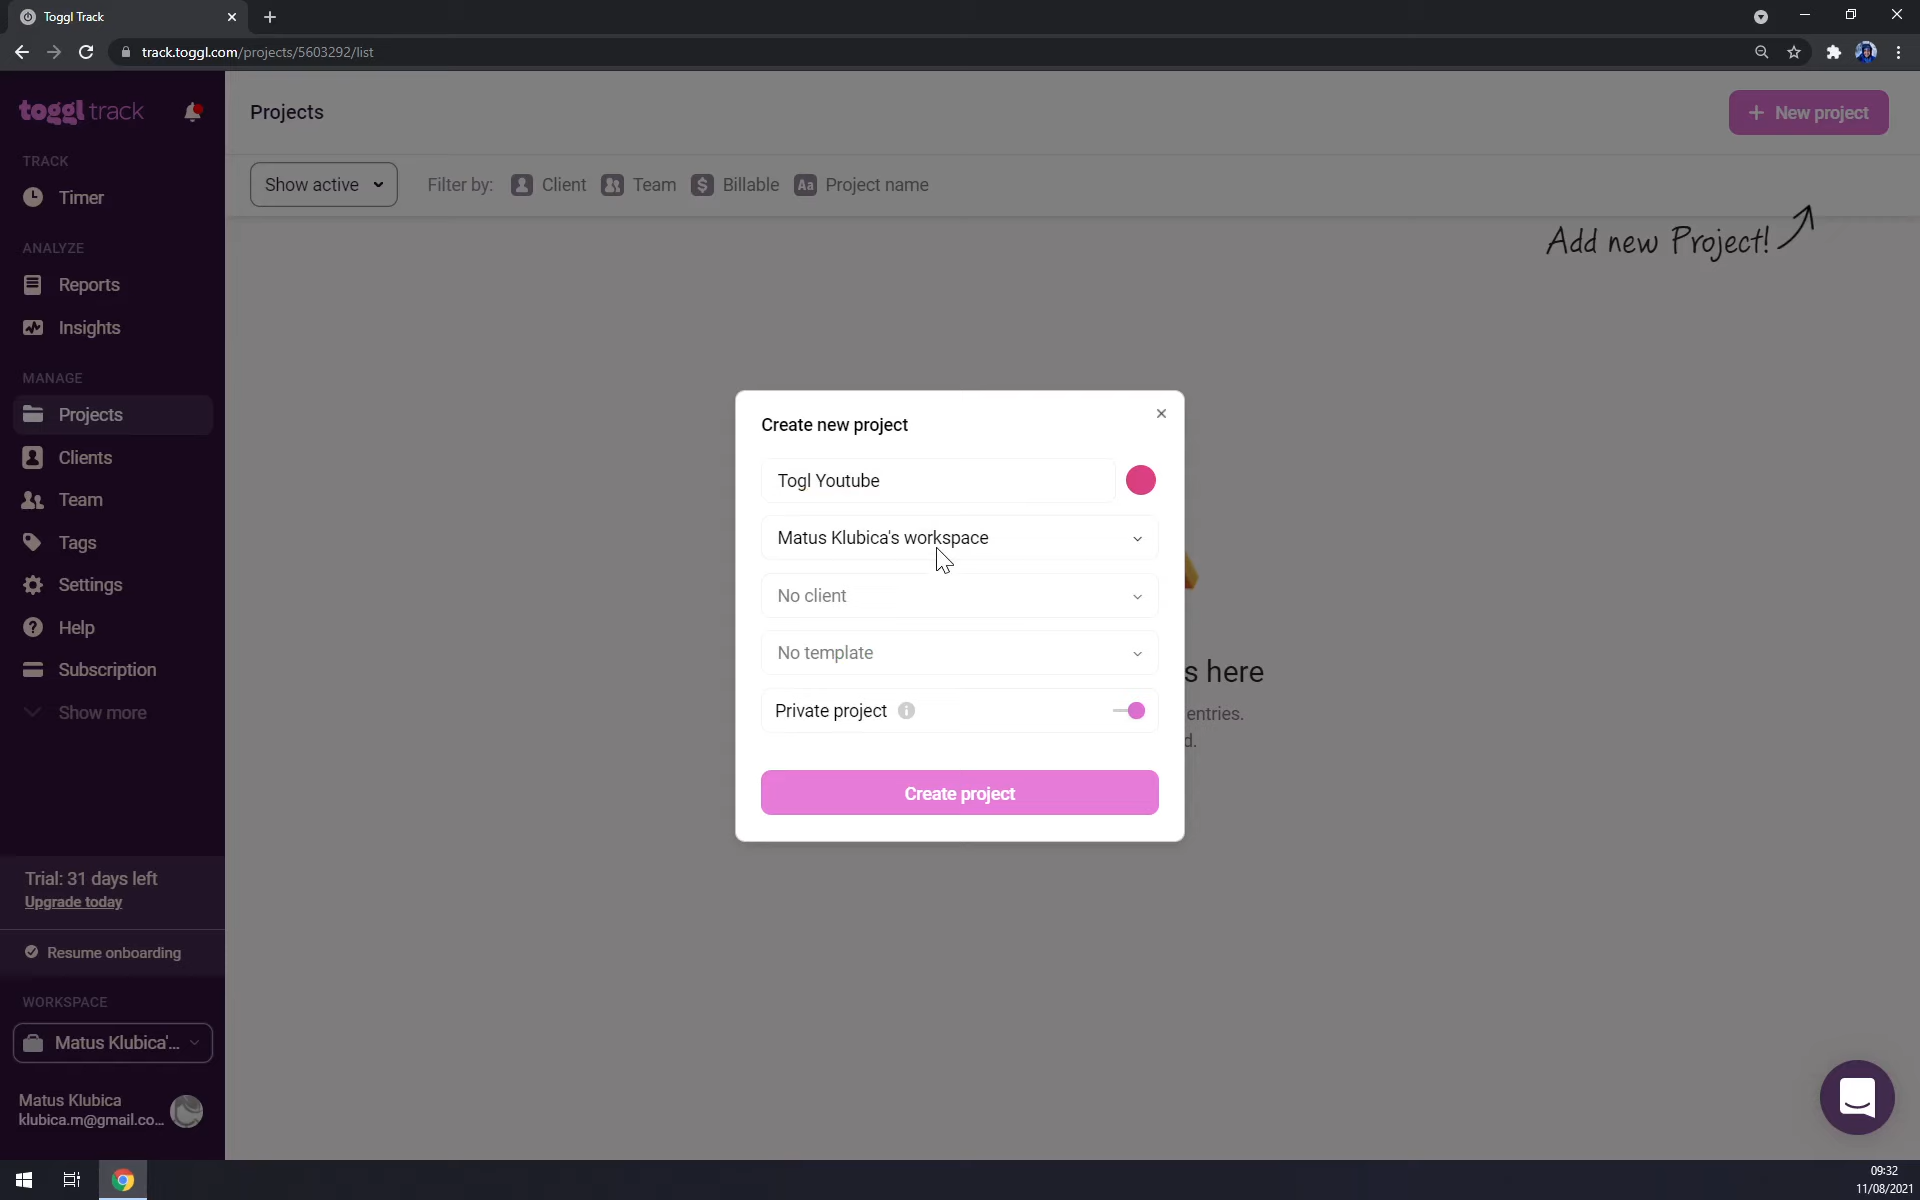 Toggl Track
track.toggl.com/projects/5603292/list
toggl track
Projects
+ New project
TRACK
Timer
Show active
Filter by:
Client
Team
$ Billable
Aa Project name
Add new Project!
ANALYZE
Reports
Insights
MANAGE
Projects
Clients
Team
Tags
Settings
? Help
Subscription
Show more
Create new project
Togl Youtube
Matus Klubica's workspace
No client
No template
Private project i
Create project
s here
entries.
d.
Trial: 31 days left
Upgrade today
Resume onboarding
WORKSPACE
Matus Klubica'...
Matus Klubica
klubica.m@gmail.co...
09:32
11/08/2021